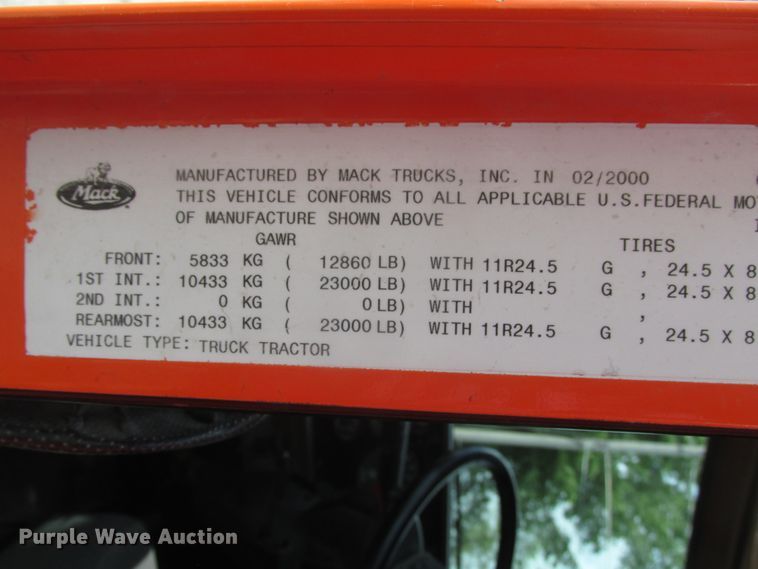 Mack
MANUFACTURED BY MACK TRUCKS, INC. IN 02/2000
THIS VEHICLE CONFORMS TO ALL APPLICABLE U.S.FEDERAL MO
OF MANUFACTURE SHOWN ABOVE
GAWR TIRES
FRONT: 5833 KG ( 12860 LB) WITH 11R24.5 G , 24.5 X 8
1ST INT.: 10433 KG ( 23000 LB) WITH 11R24.5 G , 24.5 X 8
2ND INT.: 0 KG ( 0 LB) WITH ,
REARMOST: 10433 KG ( 23000 LB) WITH 11R24.5 G , 24.5 X 8
VEHICLE TYPE: TRUCK TRACTOR
Purple Wave Auction